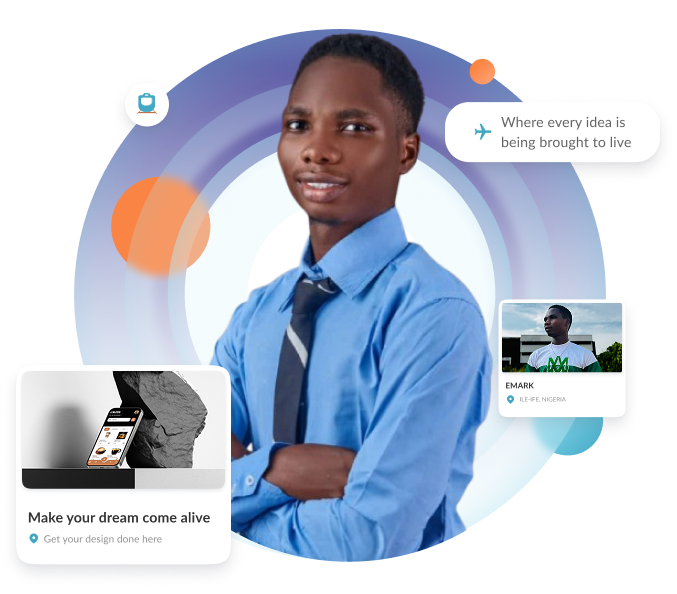 Where every idea is
being brought to live
EMARK
ILE-IFE, NIGERIA
Make your dream come alive
Get your design done here